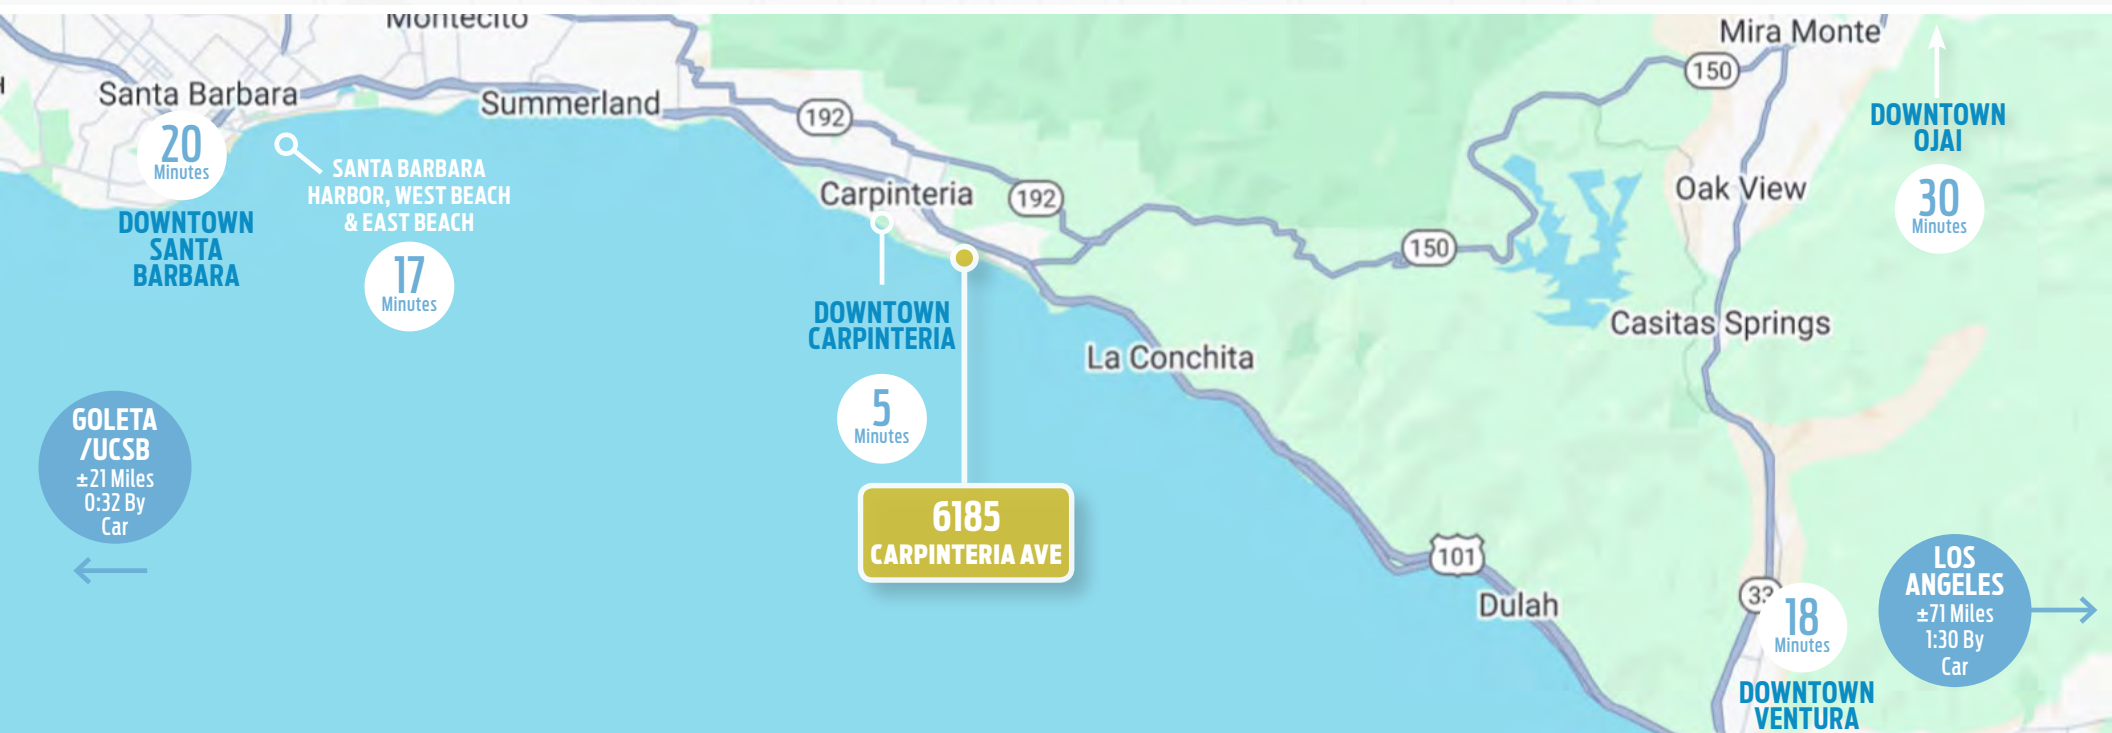 Montecito
Mira Monte
150
Santa Barbara
Summerland
192
DOWNTOWN
OJAI
20
Minutes
SANTA BARBARA
HARBOR, WEST BEACH
& EAST BEACH
Carpinteria
192
Oak View
30
Minutes
DOWNTOWN
SANTA
BARBARA
17
Minutes
150
DOWNTOWN
CARPINTERIA
Casitas Springs
La Conchita
5
Minutes
GOLETA
/UCSB
±21 Miles
0:32 By
Car
6185
CARPINTERIA AVE
101
Dulah
33
18
Minutes
LOS
ANGELES
±71 Miles
1:30 By
Car
DOWNTOWN
VENTURA